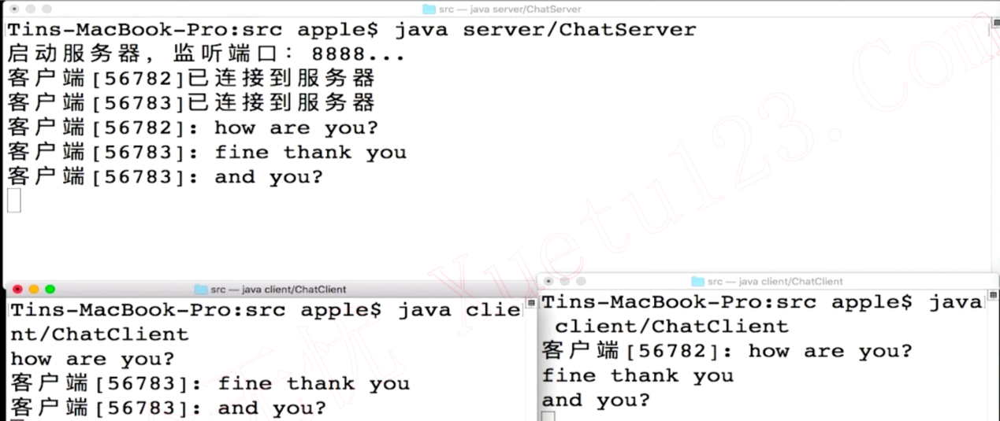 src — java server/ChatServer
Tins-MacBook-Pro:src apple$ java server/ChatServer
启动服务器，监听端口：8888...
客户端[56782]已连接到服务器
客户端[56783]已连接到服务器
客户端[56782]: how are you?
客户端[56783]: fine thank you
客户端[56783]: and you?
src — java client/ChatClient
Tins-MacBook-Pro:src apple$ java clie
nt/ChatClient
how are you?
客户端[56783]: fine thank you
客户端[56783]: and you?
src — java client/ChatClient
Tins-MacBook-Pro:src apple$ java
client/ChatClient
客户端[56782]: how are you?
fine thank you
and you?
无忧 Xuetu123.Com